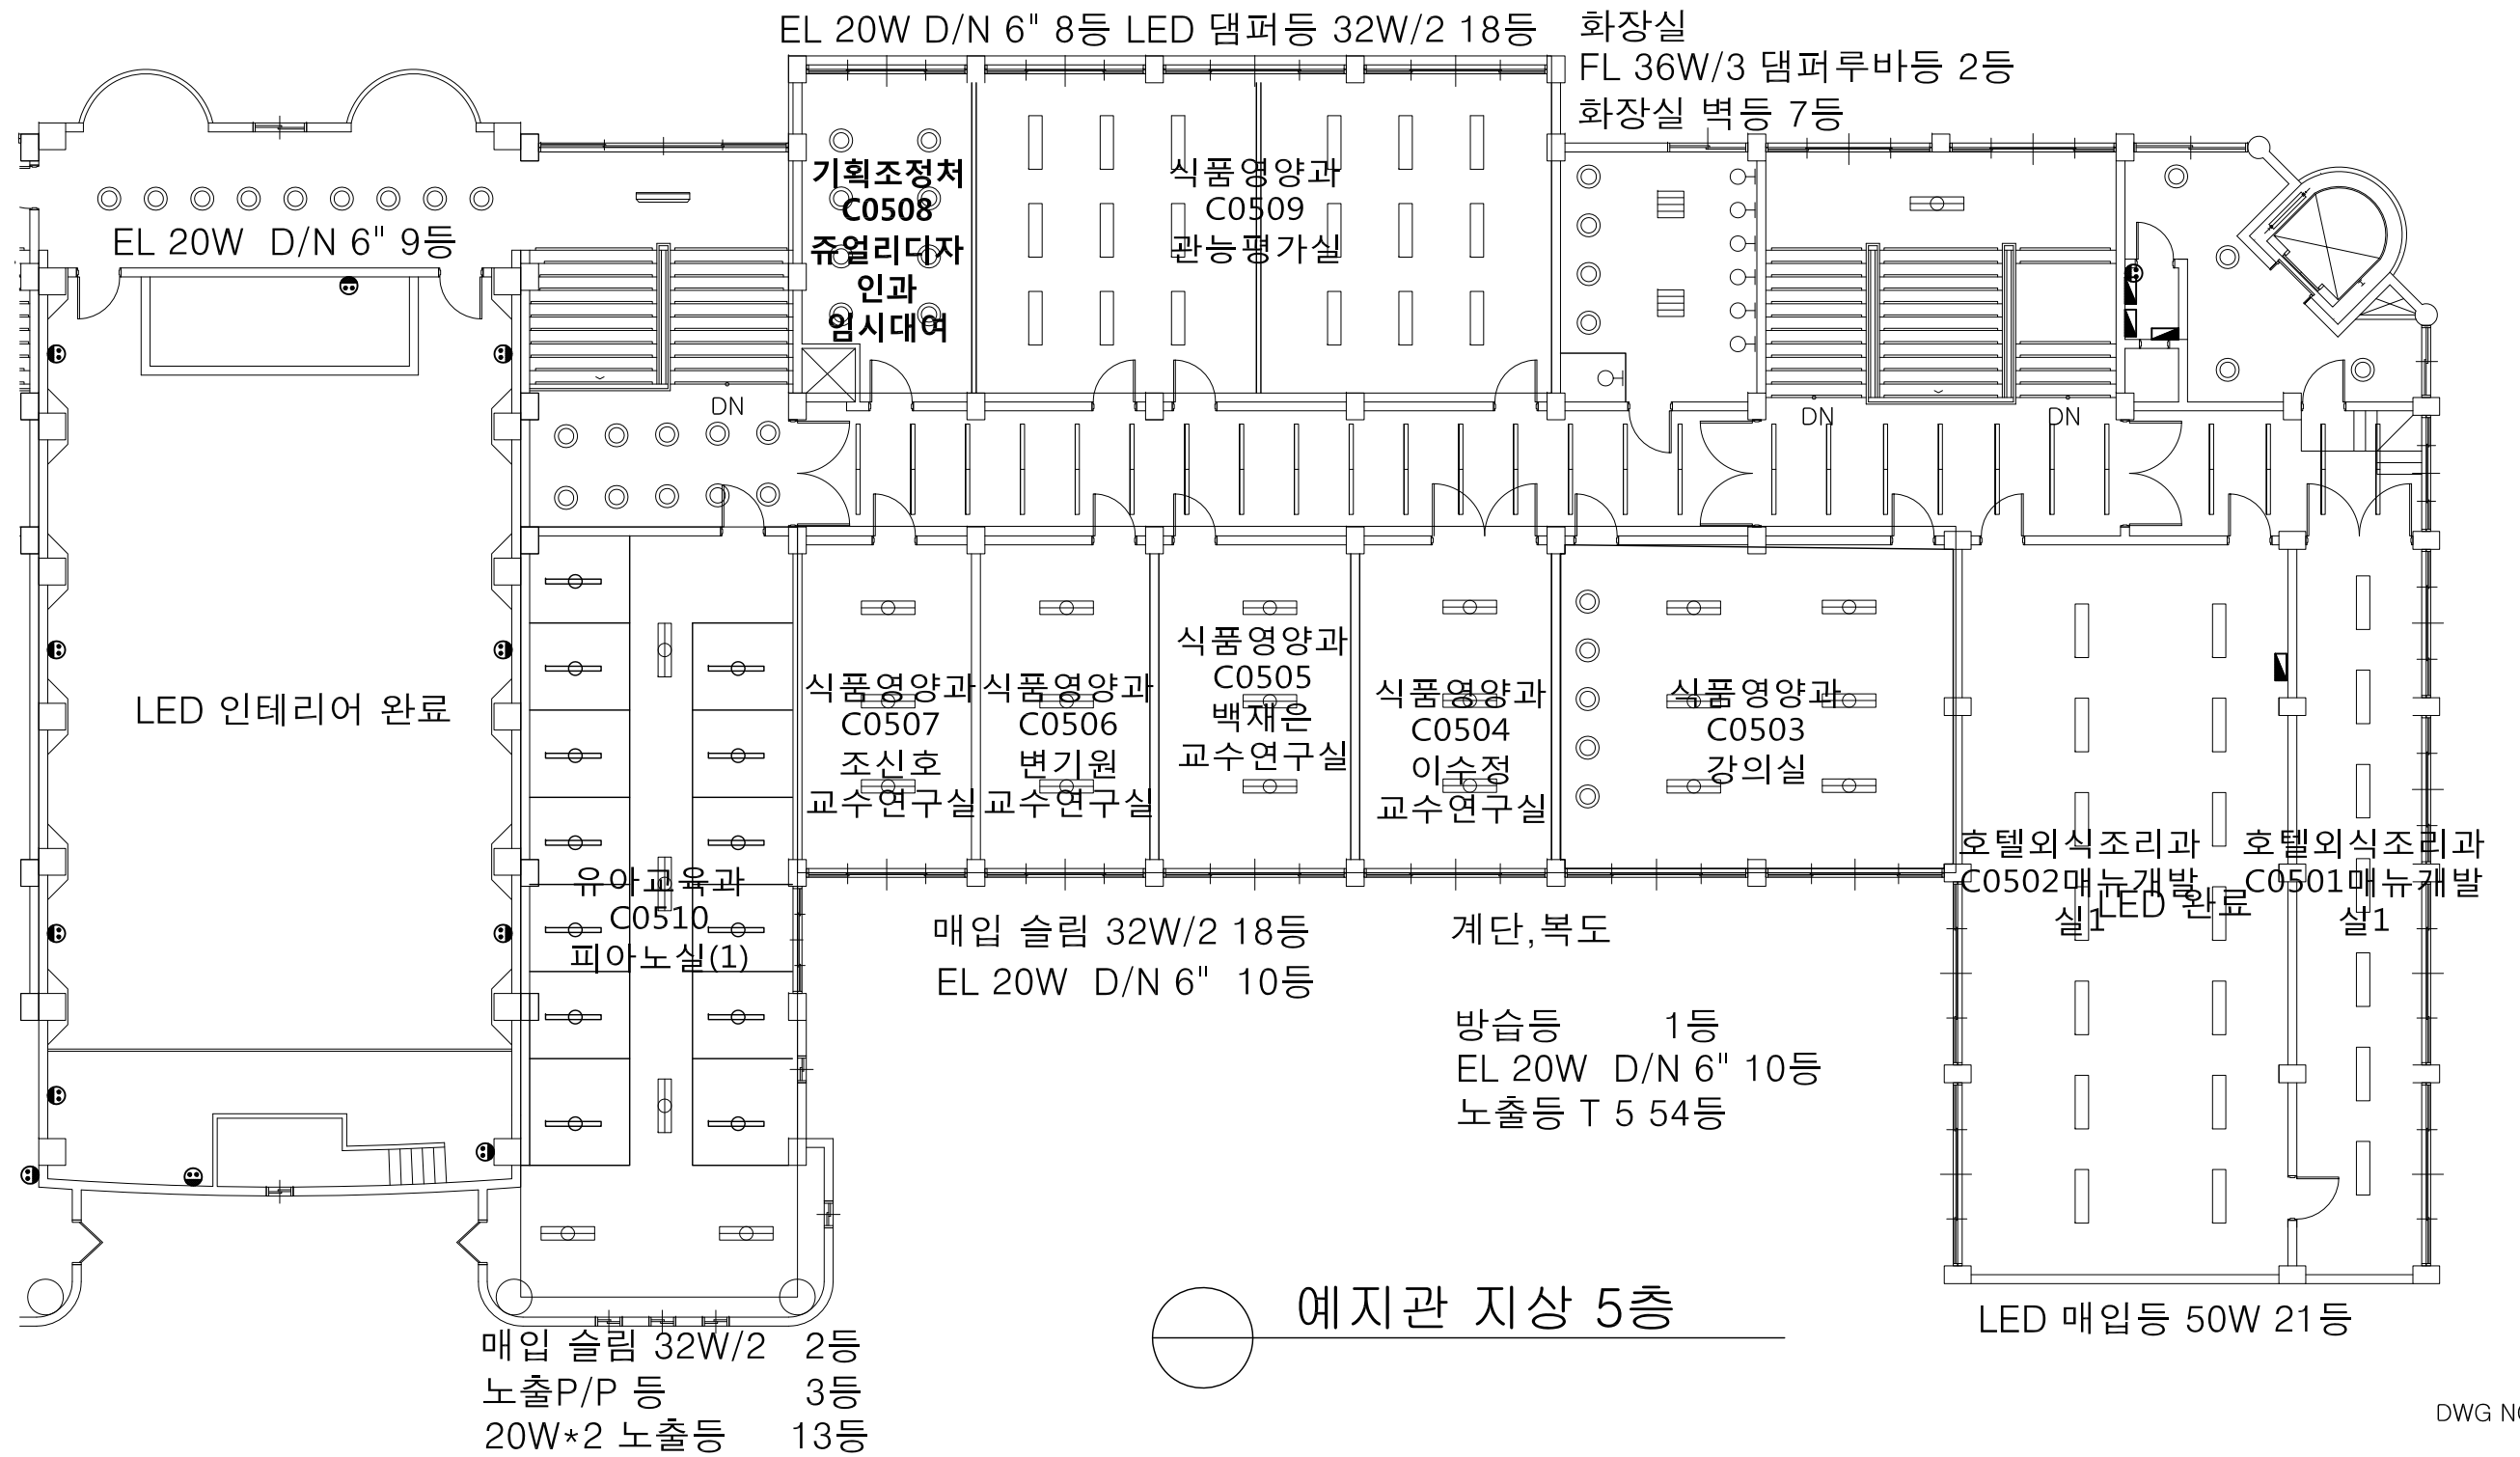 EL 20W D/N 6" 8등 LED 댐퍼등 32W/2 18등
화장실
FL 36W/3 댐퍼루바등 2등
화장실 벽등 7등
EL 20W D/N 6" 9등
기획조정처
C0508
쥬얼리디자
인과
임시대여
식품영양과
C0509
관능평가실
DN
DN
DN
LED 인테리어 완료
식품영양과
C0507
조신호
교수연구실
식품영양과
C0506
변기원
교수연구실
식품영양과
C0505
백재은
교수연구실
식품영양과
C0504
이수정
교수연구실
식품영양과
C0503
강의실
호텔외식조리과
C0502매뉴개발
실1
LED 완료
호텔외식조리과
C0501매뉴개발
실1
유아교육과
C0510
피아노실(1)
매입 슬림 32W/2 18등
EL 20W D/N 6" 10등
계단,복도
방습등 1등
EL 20W D/N 6" 10등
노출등 T 5 54등
예지관 지상 5층
LED 매입등 50W 21등
매입 슬림 32W/2 2등
노출P/P 등 3등
20W*2 노출등 13등
DWG